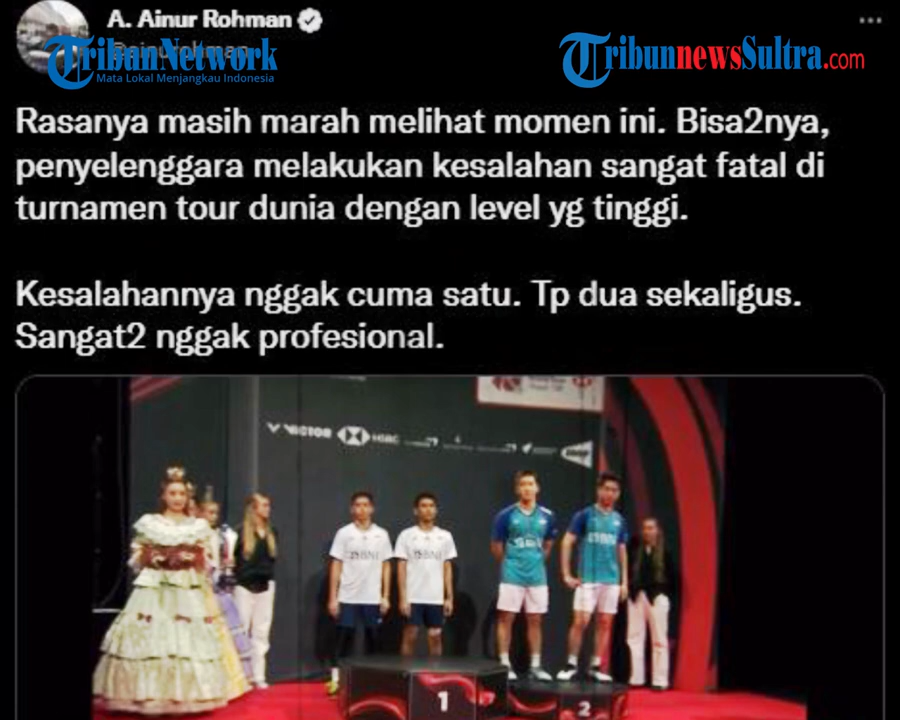 A. Ainur Rohman
TribunNetwork
Mata Lokal Menjangkau Indonesia
TribunnewsSultra.com
Rasanya masih marah melihat momen ini. Bisa2nya,
penyelenggara melakukan kesalahan sangat fatal di
turnamen tour dunia dengan level yg tinggi.
Kesalahannya nggak cuma satu. Tp dua sekaligus.
Sangat2 nggak profesional.
VICTOR HSBC
BNI BNI BNI
1
2